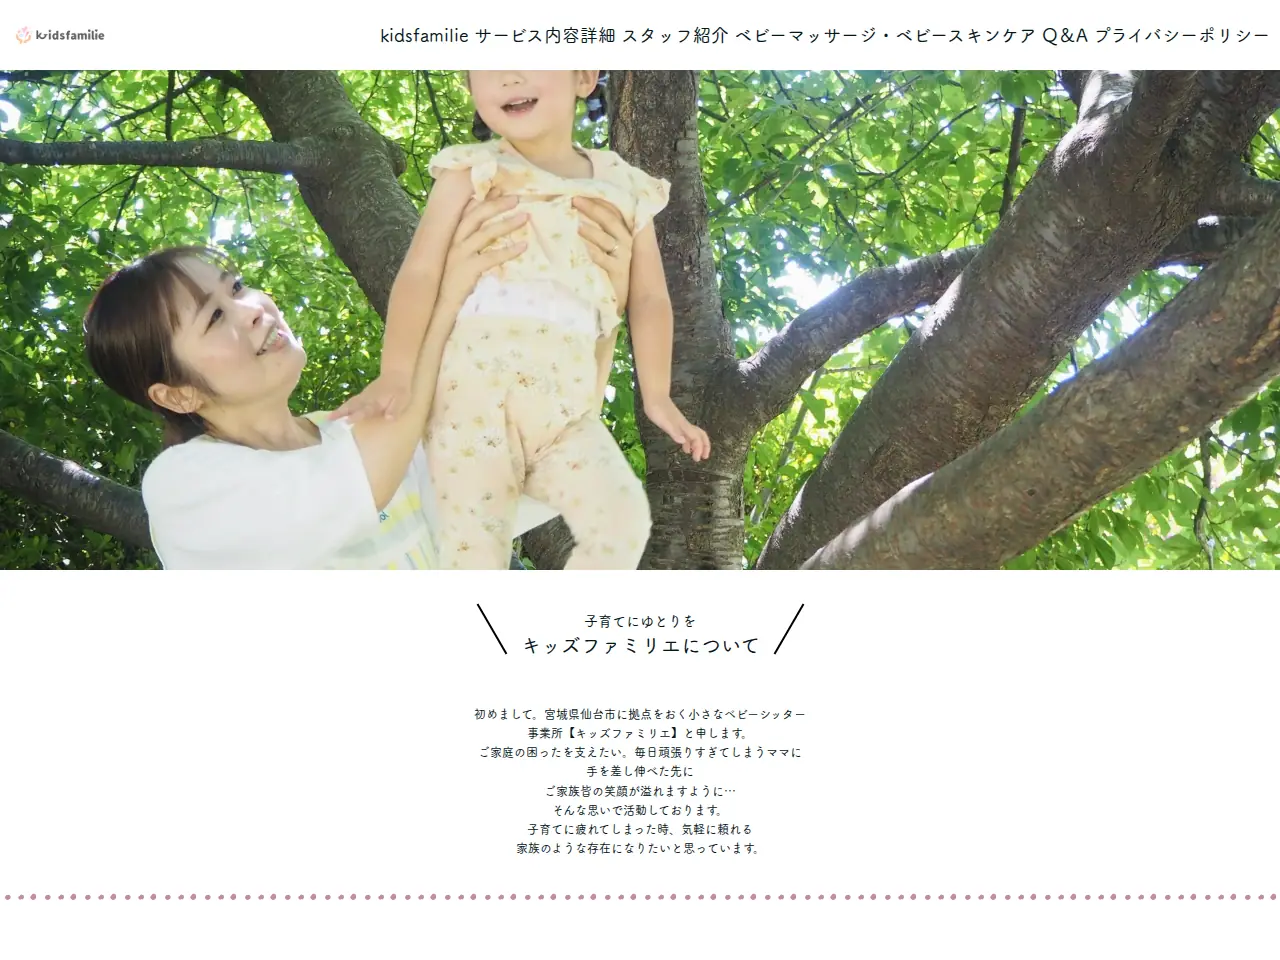 kidsfamilie
kidsfamilie サービス内容詳細 スタッフ紹介 ベビーマッサージ・ベビースキンケア Q&A プライバシーポリシー
子育てにゆとりを
キッズファミリエについて
初めまして。宮城県仙台市に拠点をおく小さなベビーシッター
事業所【キッズファミリエ】と申します。
ご家庭の困ったを支えたい。毎日頑張りすぎてしまうママに
手を差し伸べた先に
ご家族皆の笑顔が溢れますように…
そんな思いで活動しております。
子育てに疲れてしまった時、気軽に頼れる
家族のような存在になりたいと思っています。